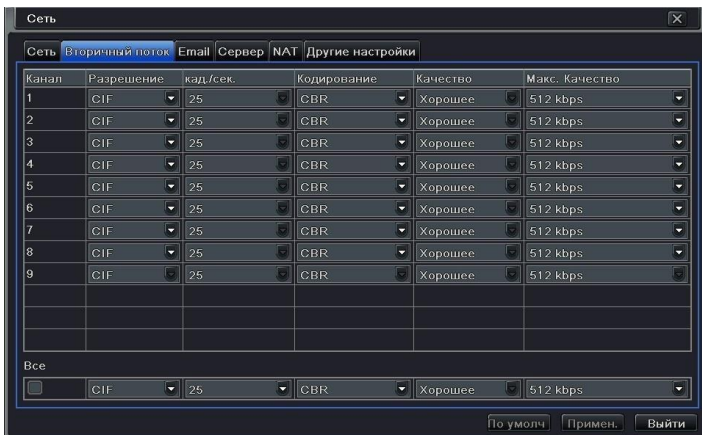 Сеть
Сеть Вторичный поток Email Сервер NAT Другие настройки
Канал Разрешение кад./сек. Кодирование Качество Макс. Качество
1 CIF 25 CBR Хорошее 512 kbps
2 CIF 25 CBR Хорошее 512 kbps
3 CIF 25 CBR Хорошее 512 kbps
4 CIF 25 CBR Хорошее 512 kbps
5 CIF 25 CBR Хорошее 512 kbps
6 CIF 25 CBR Хорошее 512 kbps
7 CIF 25 CBR Хорошее 512 kbps
8 CIF 25 CBR Хорошее 512 kbps
9 CIF 25 CBR Хорошее 512 kbps
Все
CIF 25 CBR Хорошее 512 kbps
По умолч Примен. Выйти